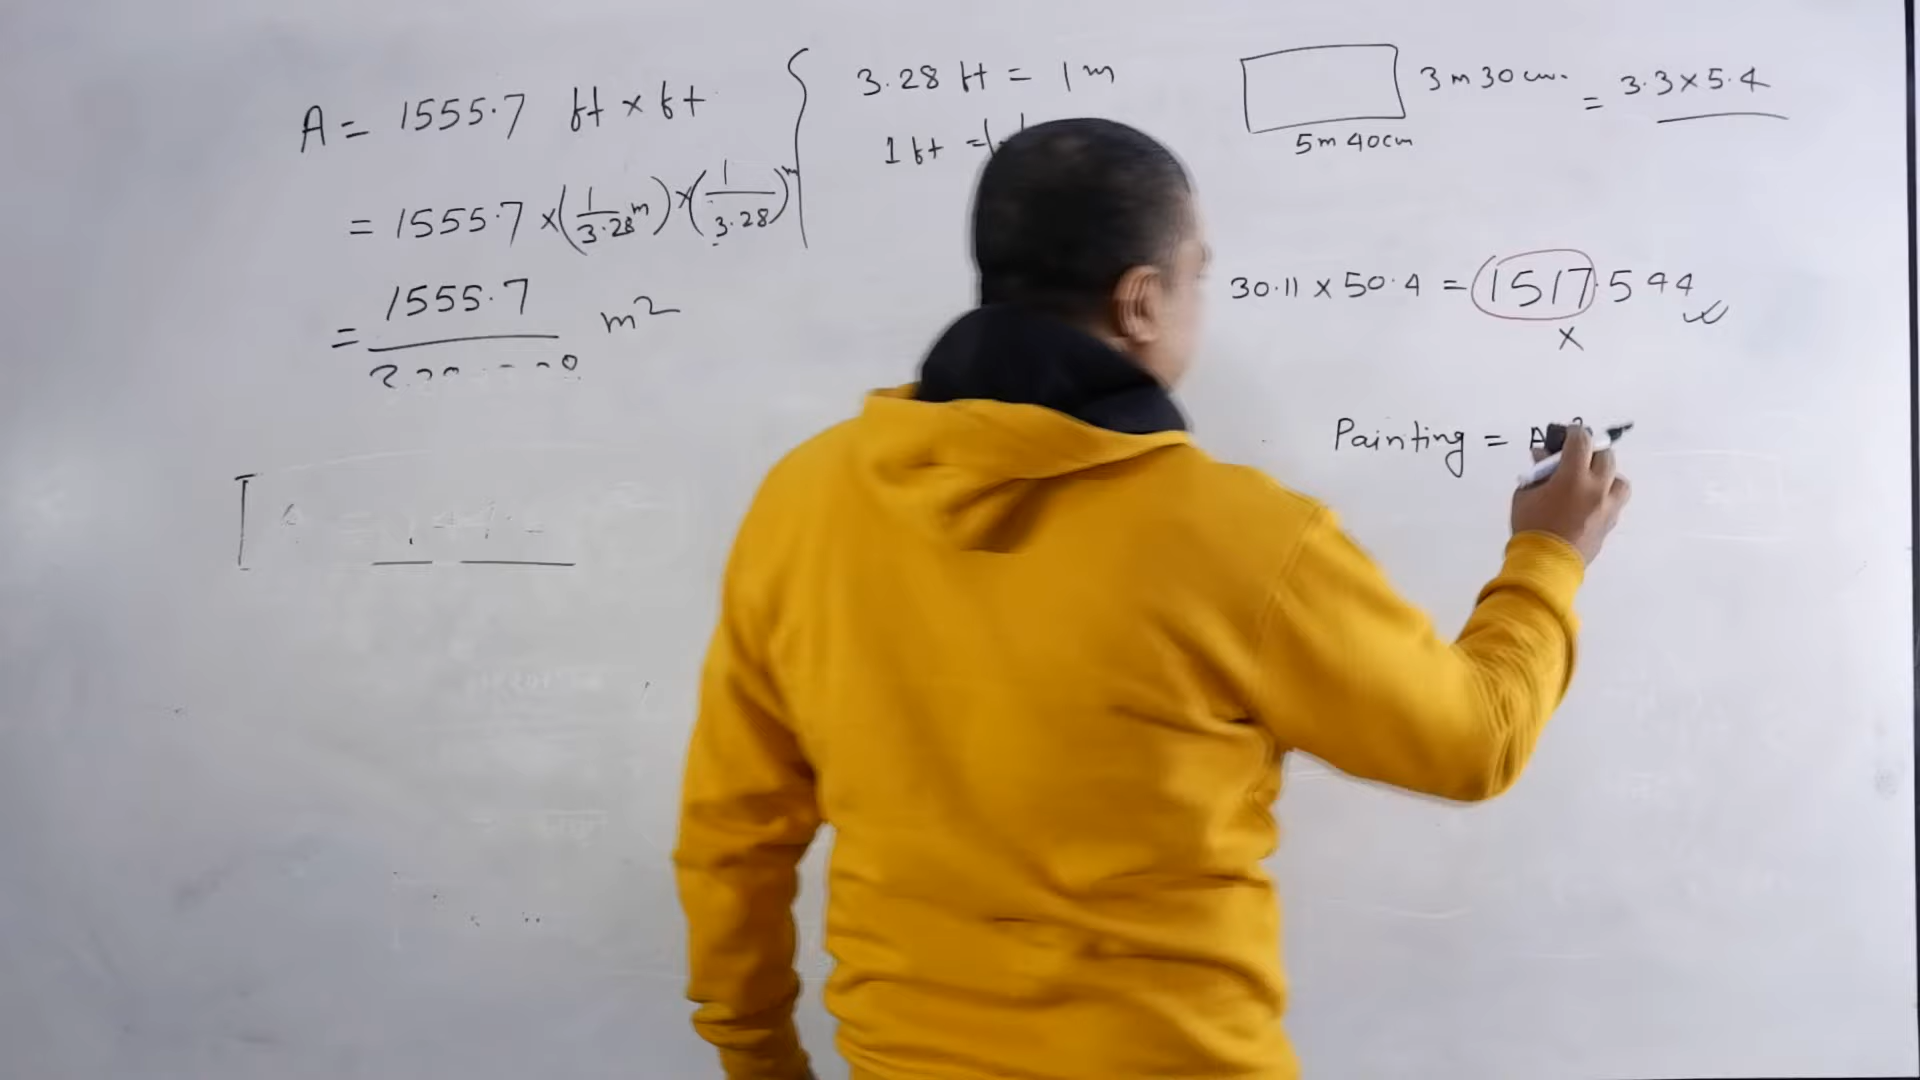 A = 1555.7 ft x ft
= 1555.7 x (1/3.28 m) x (1/3.28) m
= 1555.7 / m2
3.28 ft = 1 m
1 ft =
3 m 30 cm.
5 m 40 cm
= 3.3 x 5.4
30.11 x 50.4 = 1517.544
x
Painting =